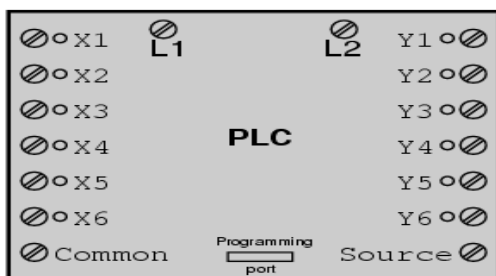 X1 L1 L2 Y1
X2 Y2
X3 Y3
X4 PLC Y4
X5 Y5
X6 Y6
Common Programming port Source